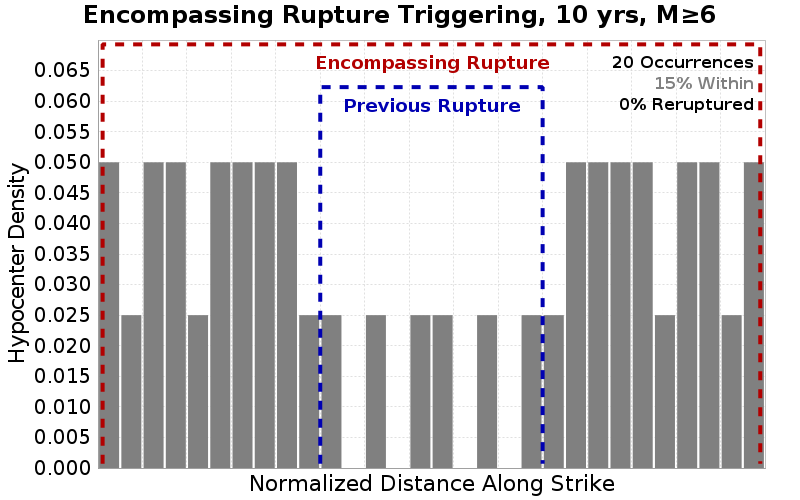 Encompassing Rupture Triggering, 10 yrs, M≥6
Encompassing Rupture
Previous Rupture
20 Occurrences
15% Within
0% Reruptured
Hypocenter Density
0.065
0.060
0.055
0.050
0.045
0.040
0.035
0.030
0.025
0.020
0.015
0.010
0.005
0.000
Normalized Distance Along Strike